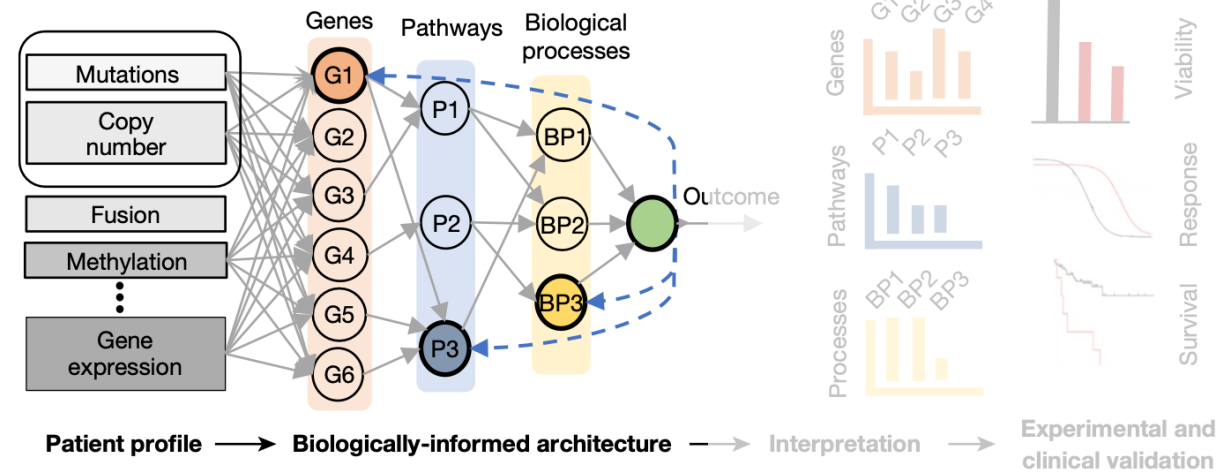 Genes
Pathways
Biological
processes
Mutations
Copy
number
Fusion
Methylation
Gene
expression
G1
G2
G3
G4
G5
G6
P1
P2
P3
BP1
BP2
BP3
Outcome
Genes
G1
G2
G3
G4
Pathways
P1
P2
P3
Processes
BP1
BP2
BP3
Viability
Response
Survival
Patient profile
Biologically-informed architecture
Interpretation
Experimental and
clinical validation